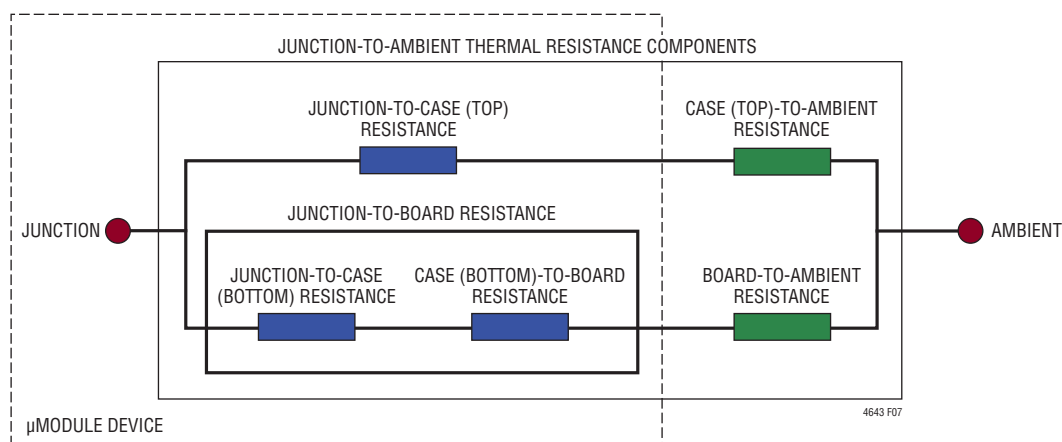 JUNCTION-TO-AMBIENT THERMAL RESISTANCE COMPONENTS
JUNCTION-TO-CASE (TOP)
RESISTANCE
CASE (TOP)-TO-AMBIENT
RESISTANCE
JUNCTION
JUNCTION-TO-BOARD RESISTANCE
AMBIENT
JUNCTION-TO-CASE
(BOTTOM) RESISTANCE
CASE (BOTTOM)-TO-BOARD
RESISTANCE
BOARD-TO-AMBIENT
RESISTANCE
4643 F07
µMODULE DEVICE